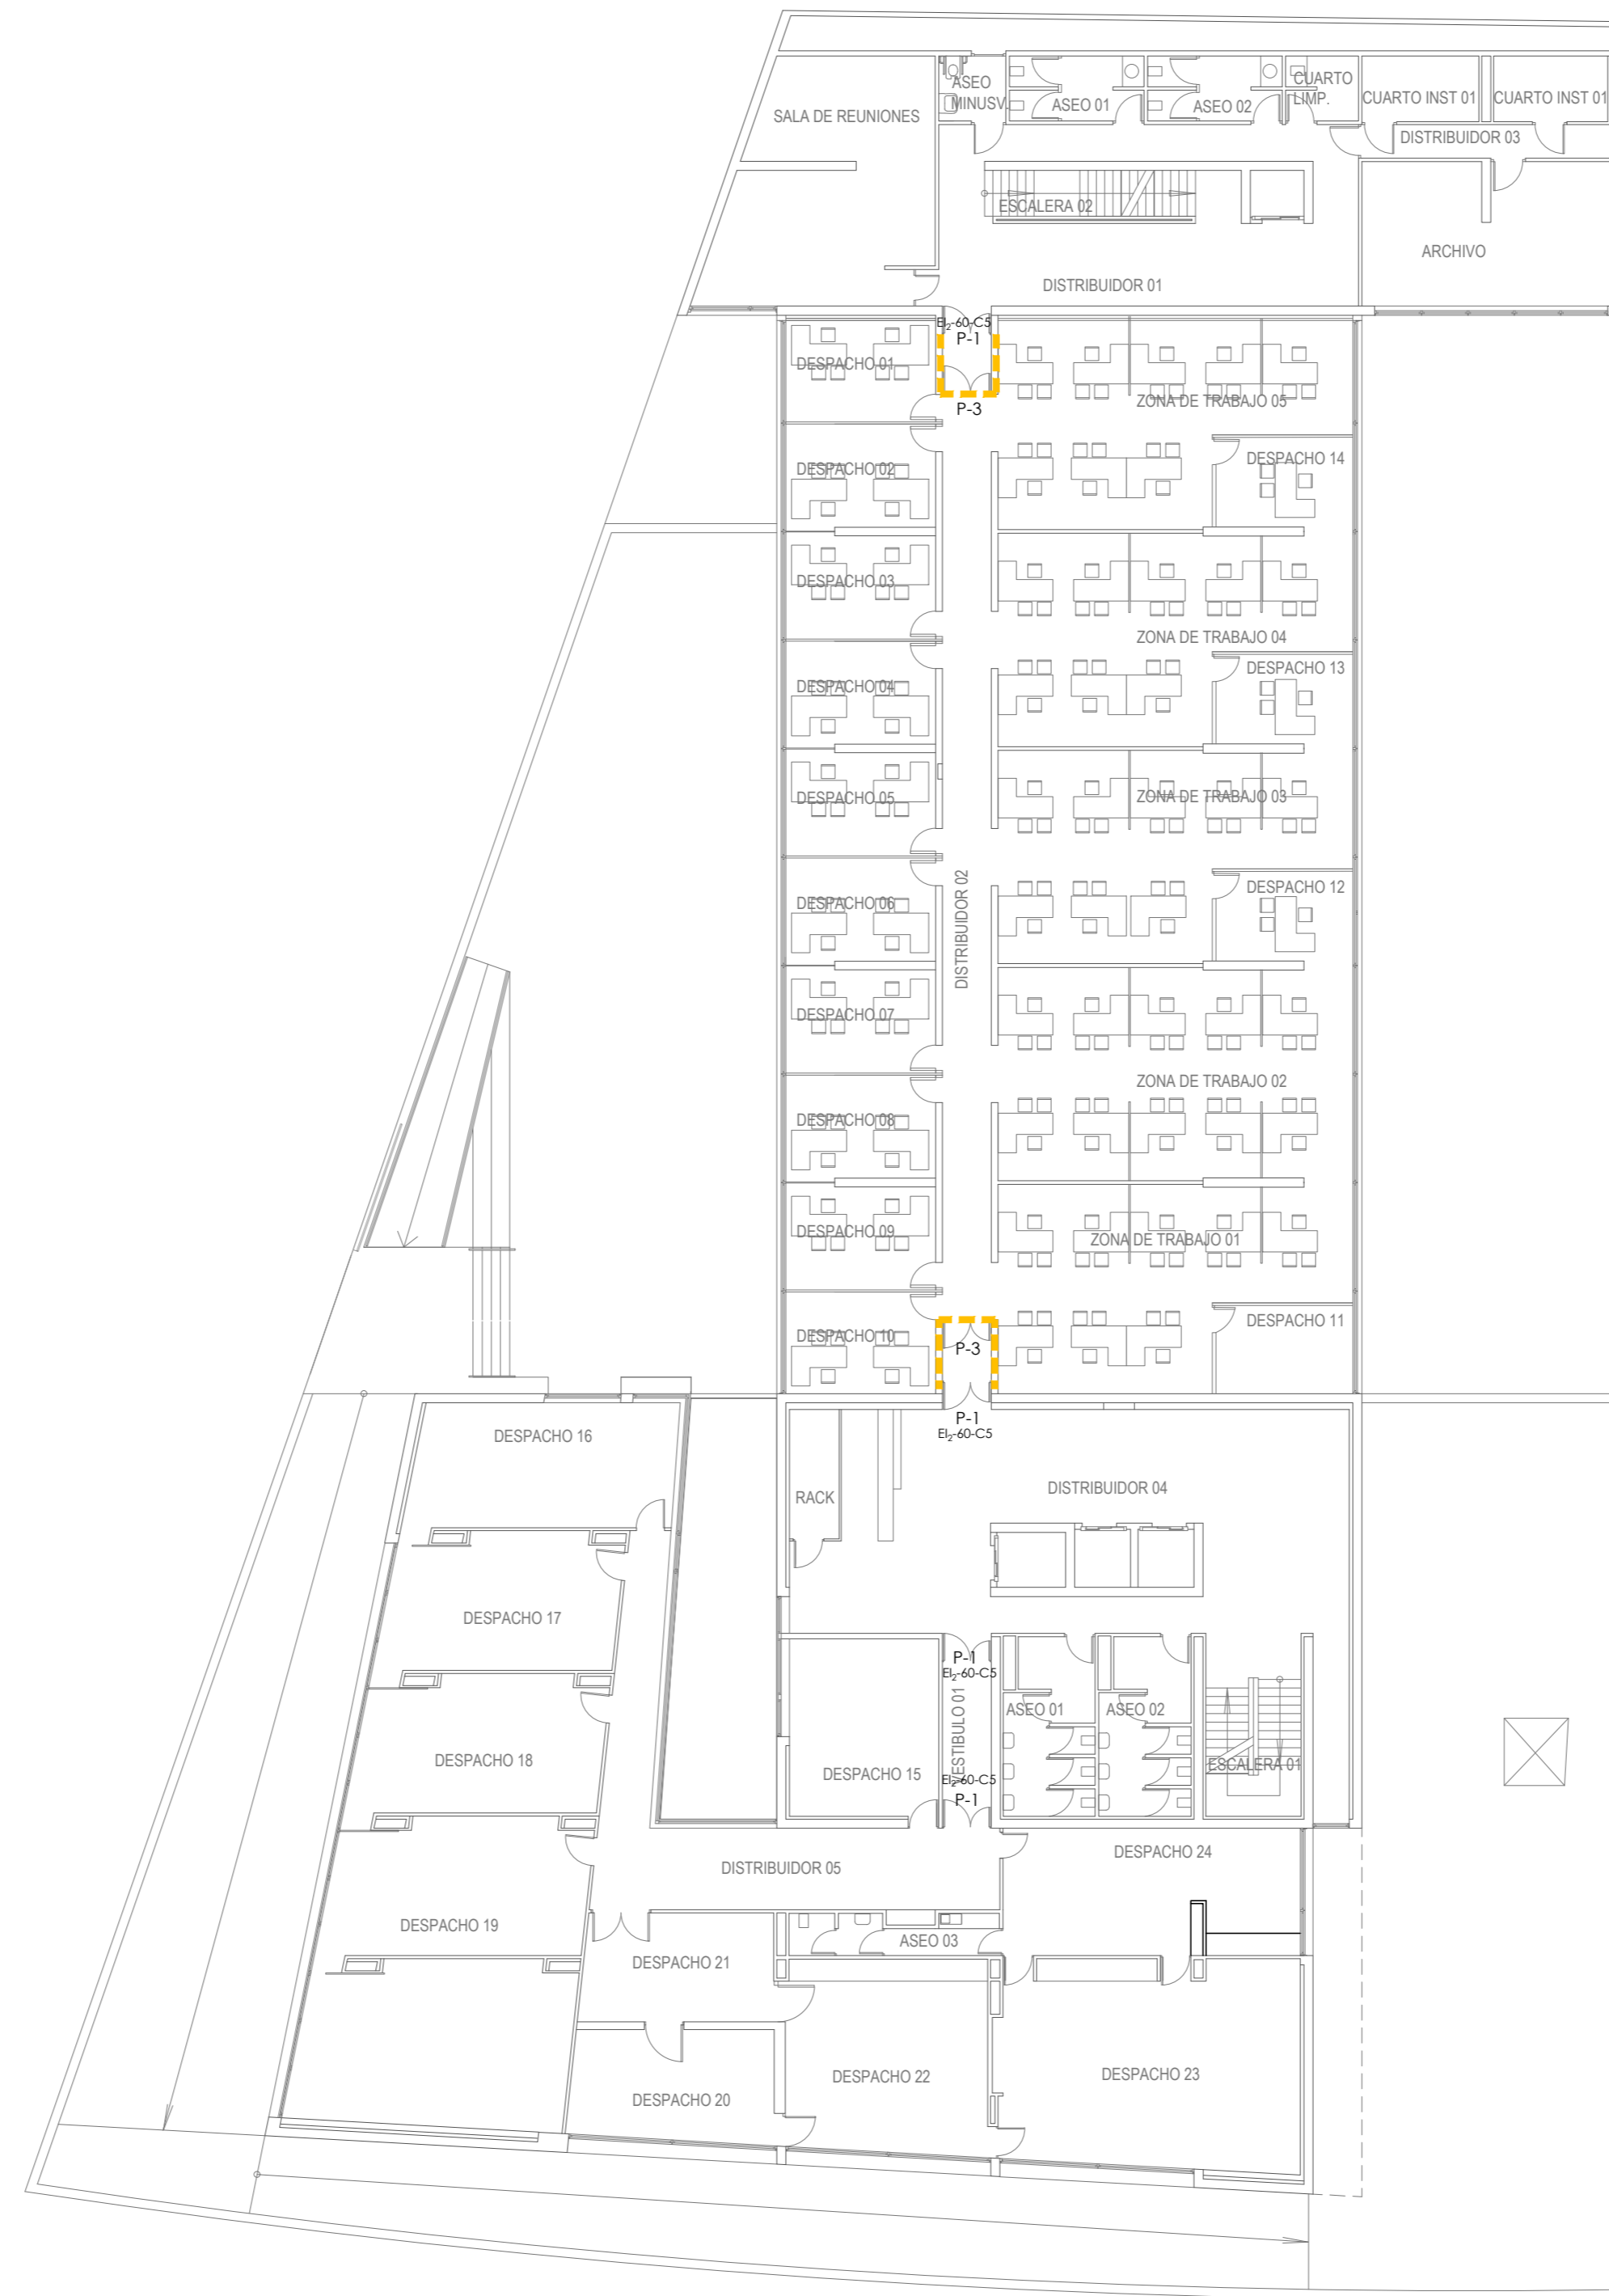 ASEO
MINUSV.
ASEO 01
ASEO 02
CUARTO
LIMP.
CUARTO INST 01
CUARTO INST 01
SALA DE REUNIONES
DISTRIBUIDOR 03
ESCALERA 02
ARCHIVO
DISTRIBUIDOR 01
EI2-60-C5
P-1
DESPACHO 01
P-3
ZONA DE TRABAJO 05
DESPACHO 02
DESPACHO 14
DESPACHO 03
ZONA DE TRABAJO 04
DESPACHO 04
DESPACHO 13
DESPACHO 05
ZONA DE TRABAJO 03
DESPACHO 06
DISTRIBUIDOR 02
DESPACHO 12
DESPACHO 07
ZONA DE TRABAJO 02
DESPACHO 08
DESPACHO 09
ZONA DE TRABAJO 01
DESPACHO 10
P-3
DESPACHO 11
P-1
EI2-60-C5
DESPACHO 16
RACK
DISTRIBUIDOR 04
DESPACHO 17
P-1
EI2-60-C5
VESTIBULO 01
ASEO 01
ASEO 02
DESPACHO 18
DESPACHO 15
ESCALERA 01
EI2-60-C5
P-1
DISTRIBUIDOR 05
DESPACHO 24
DESPACHO 19
ASEO 03
DESPACHO 21
DESPACHO 22
DESPACHO 23
DESPACHO 20